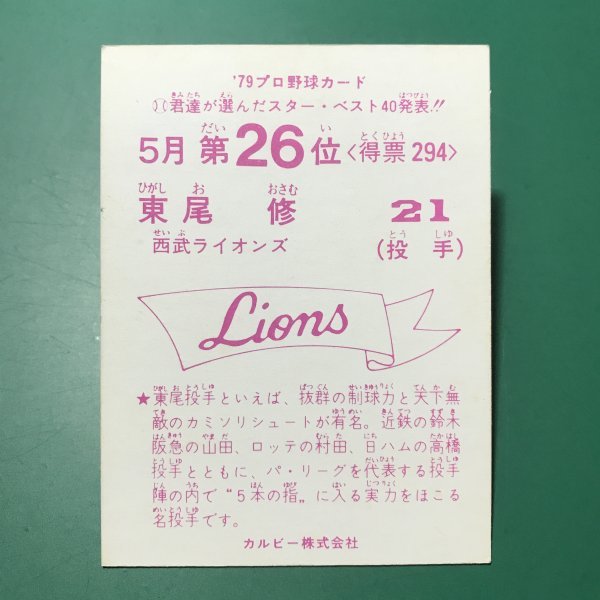 '79プロ野球カード
君達が選んだスター・ベスト40発表!!
5月 第26位〈得票 294〉
東尾 修 21
西武ライオンズ (投手)
Lions
★東尾投手といえば、抜群の制球力と天下無
敵のカミソリシュートが有名。近鉄の鈴木
阪急の山田、ロッテの村田、日ハムの高橋
投手とともに、パ・リーグを代表する投手
陣の内で“5本の指„に入る実力をほこる
名投手です。
カルビー株式会社